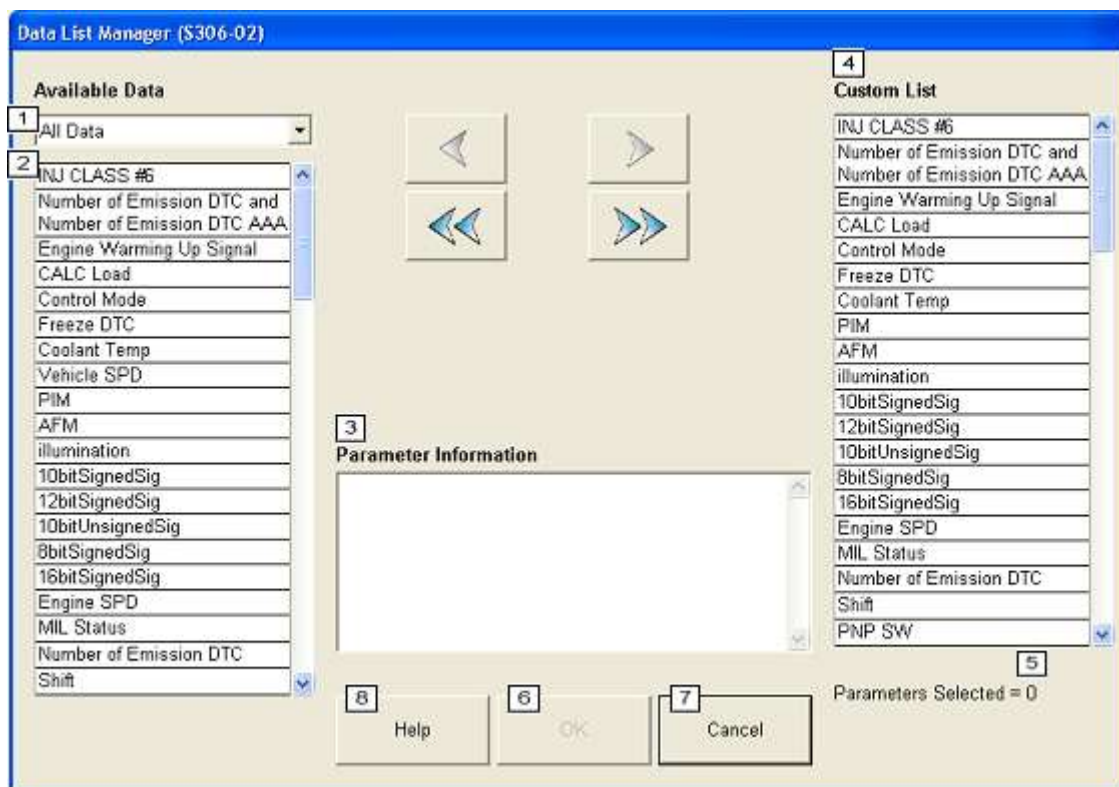 Data List Manager (S306-02)
Available Data
1
All Data
2
INJ CLASS #6
Number of Emission DTC and
Number of Emission DTC AAA
Engine Warming Up Signal
CALC Load
Control Mode
Freeze DTC
Coolant Temp
Vehicle SPD
PIM
AFM
illumination
10bitSignedSig
12bitSignedSig
10bitUnsignedSig
8bitSignedSig
16bitSignedSig
Engine SPD
MIL Status
Number of Emission DTC
Shift
3
Parameter Information
8
Help
6
OK
7
Cancel
4
Custom List
INJ CLASS #6
Number of Emission DTC and
Number of Emission DTC AAA
Engine Warming Up Signal
CALC Load
Control Mode
Freeze DTC
Coolant Temp
PIM
AFM
illumination
10bitSignedSig
12bitSignedSig
10bitUnsignedSig
8bitSignedSig
16bitSignedSig
Engine SPD
MIL Status
Number of Emission DTC
Shift
PNP SW
5
Parameters Selected = 0